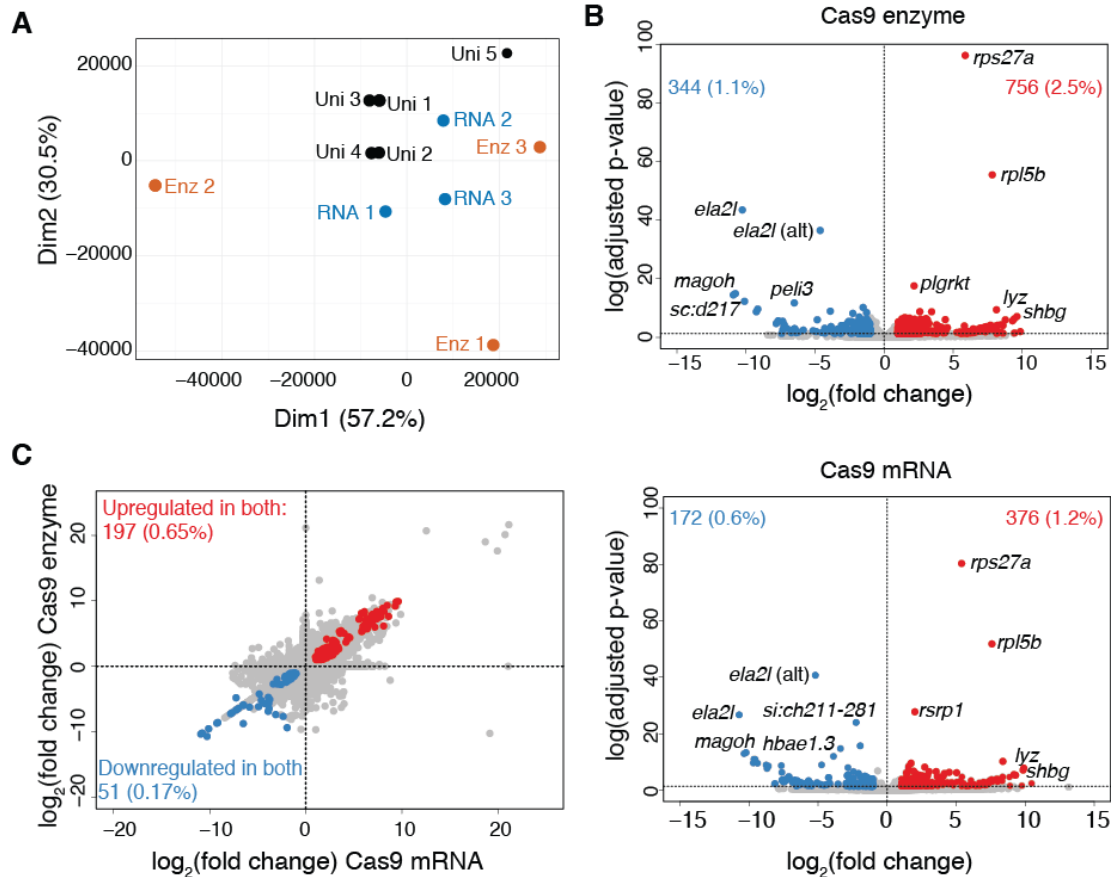 A
Dim2 (30.5%)
20000
0
−20000
−40000
Uni 5
Uni 3
Uni 1
RNA 2
Uni 4
Uni 2
Enz 3
Enz 2
RNA 1
RNA 3
Enz 1
−40000
−20000
0
20000
Dim1 (57.2%)
B
Cas9 enzyme
log(adjusted p-value)
100
80
60
40
20
0
344 (1.1%)
756 (2.5%)
rps27a
rpl5b
ela2l
ela2l (alt)
plgrkt
magoh
peli3
lyz
sc:d217
shbg
−15
−10
−5
0
5
10
15
log2(fold change)
C
log2(fold change) Cas9 enzyme
20
10
0
−10
−20
Upregulated in both:
197 (0.65%)
Downregulated in both
51 (0.17%)
−20
−10
0
10
20
log2(fold change) Cas9 mRNA
Cas9 mRNA
log(adjusted p-value)
100
80
60
40
20
0
172 (0.6%)
376 (1.2%)
rps27a
rpl5b
ela2l (alt)
ela2l
si:ch211-281
rsrp1
magoh
hbae1.3
lyz
shbg
−15
−10
−5
0
5
10
15
log2(fold change)